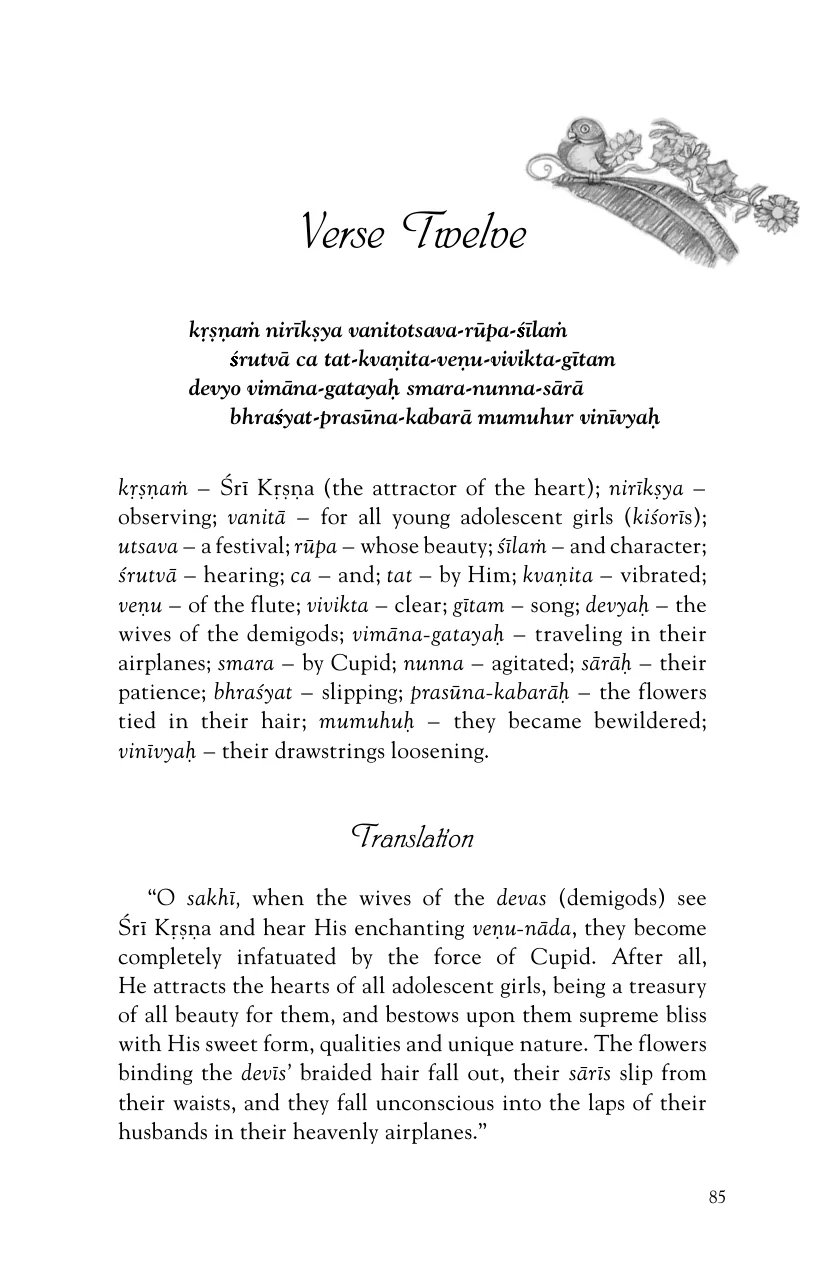 Verse Twelve
kṛṣṇaṁ nirīkṣya vanitotsava-rūpa-śīlaṁ
śrutvā ca tat-kvaṇita-veṇu-vivikta-gītam
devyo vimāna-gatayaḥ smara-nunna-sārā
bhraśyat-prasūna-kabarā mumuhur vinīvyaḥ
kṛṣṇaṁ – Śrī Kṛṣṇa (the attractor of the heart); nirīkṣya –
observing; vanitā – for all young adolescent girls (kiśorīs);
utsava – a festival; rūpa – whose beauty; śīlaṁ – and character;
śrutvā – hearing; ca – and; tat – by Him; kvaṇita – vibrated;
veṇu – of the flute; vivikta – clear; gītam – song; devyaḥ – the
wives of the demigods; vimāna-gatayaḥ – traveling in their
airplanes; smara – by Cupid; nunna – agitated; sārāḥ – their
patience; bhraśyat – slipping; prasūna-kabarāḥ – the flowers
tied in their hair; mumuhuḥ – they became bewildered;
vinīvyaḥ – their drawstrings loosening.
Translation
“O sakhī, when the wives of the devas (demigods) see
Śrī Kṛṣṇa and hear His enchanting veṇu-nāda, they become
completely infatuated by the force of Cupid. After all,
He attracts the hearts of all adolescent girls, being a treasury
of all beauty for them, and bestows upon them supreme bliss
with His sweet form, qualities and unique nature. The flowers
binding the devīs’ braided hair fall out, their sārīs slip from
their waists, and they fall unconscious into the laps of their
husbands in their heavenly airplanes.”
85